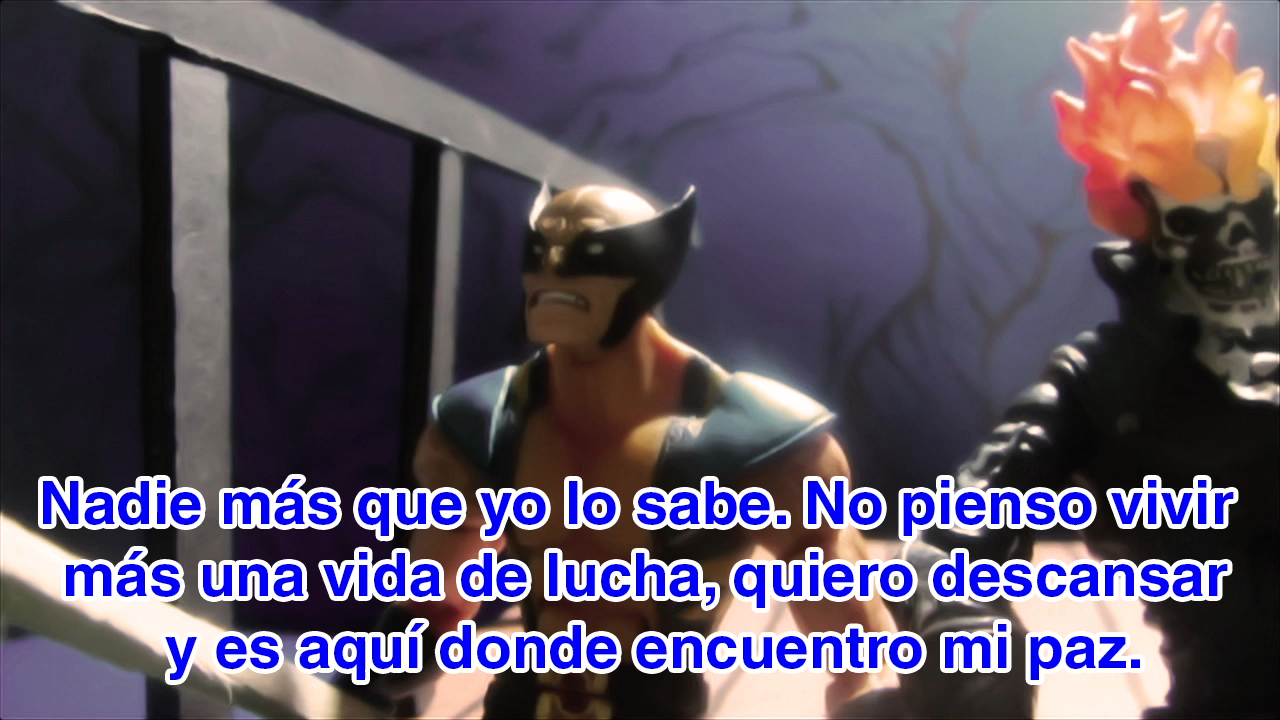 Nadie más que yo lo sabe. No pienso vivir
más una vida de lucha, quiero descansar
y es aquí donde encuentro mi paz.